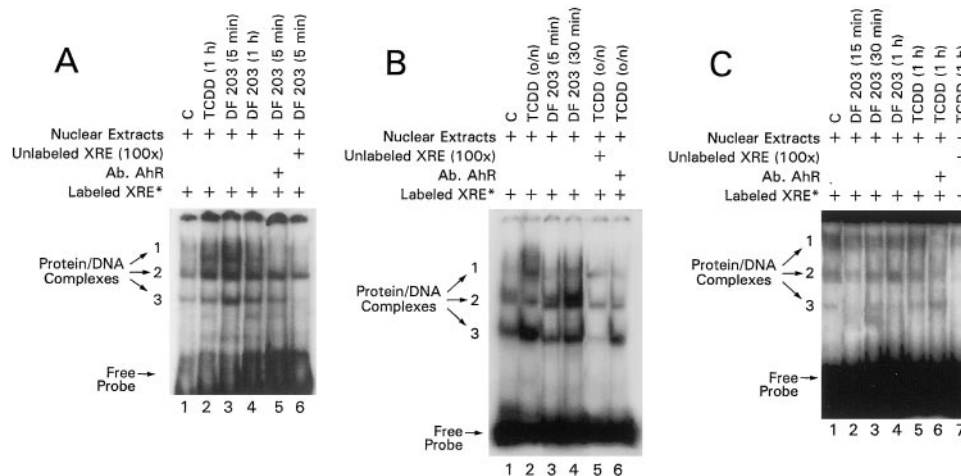 A
C
TCDD (1 h)
DF 203 (5 min)
DF 203 (1 h)
DF 203 (5 min)
DF 203 (5 min)
Nuclear Extracts + + + + + +
Unlabeled XRE (100x) +
Ab. AhR +
Labeled XRE* + + + + + +
1
Protein/DNA 2
Complexes
3
Free
Probe
1 2 3 4 5 6
B
C
TCDD (o/n)
DF 203 (5 min)
DF 203 (30 min)
TCDD (o/n)
TCDD (o/n)
Nuclear Extracts + + + + + +
Unlabeled XRE (100x) +
Ab. AhR +
Labeled XRE* + + + + + +
1
Protein/DNA 2
Complexes
3
Free
Probe
1 2 3 4 5 6
C
C
DF 203 (15 min)
DF 203 (30 min)
DF 203 (1 h)
TCDD (1 h)
TCDD (1 h)
Nuclear Extracts + + + + + +
Unlabeled XRE (100x)
Ab. AhR +
Labeled XRE* + + + + + +
1
Protein/DNA 2
Complexes
3
Free
Probe
1 2 3 4 5 6 7